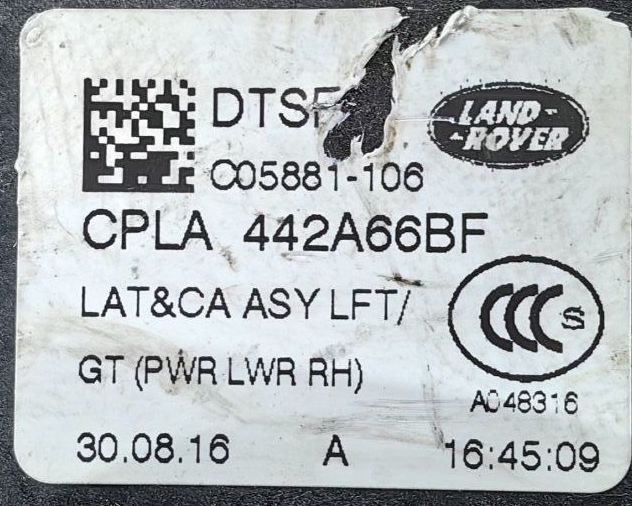 DTSF
LAND-
-ROVER
C05881-106
CPLA 442A66BF
LAT&CA ASY LFT/
GT (PWR LWR RH)
CCC S
A048316
30.08.16 A 16:45:09